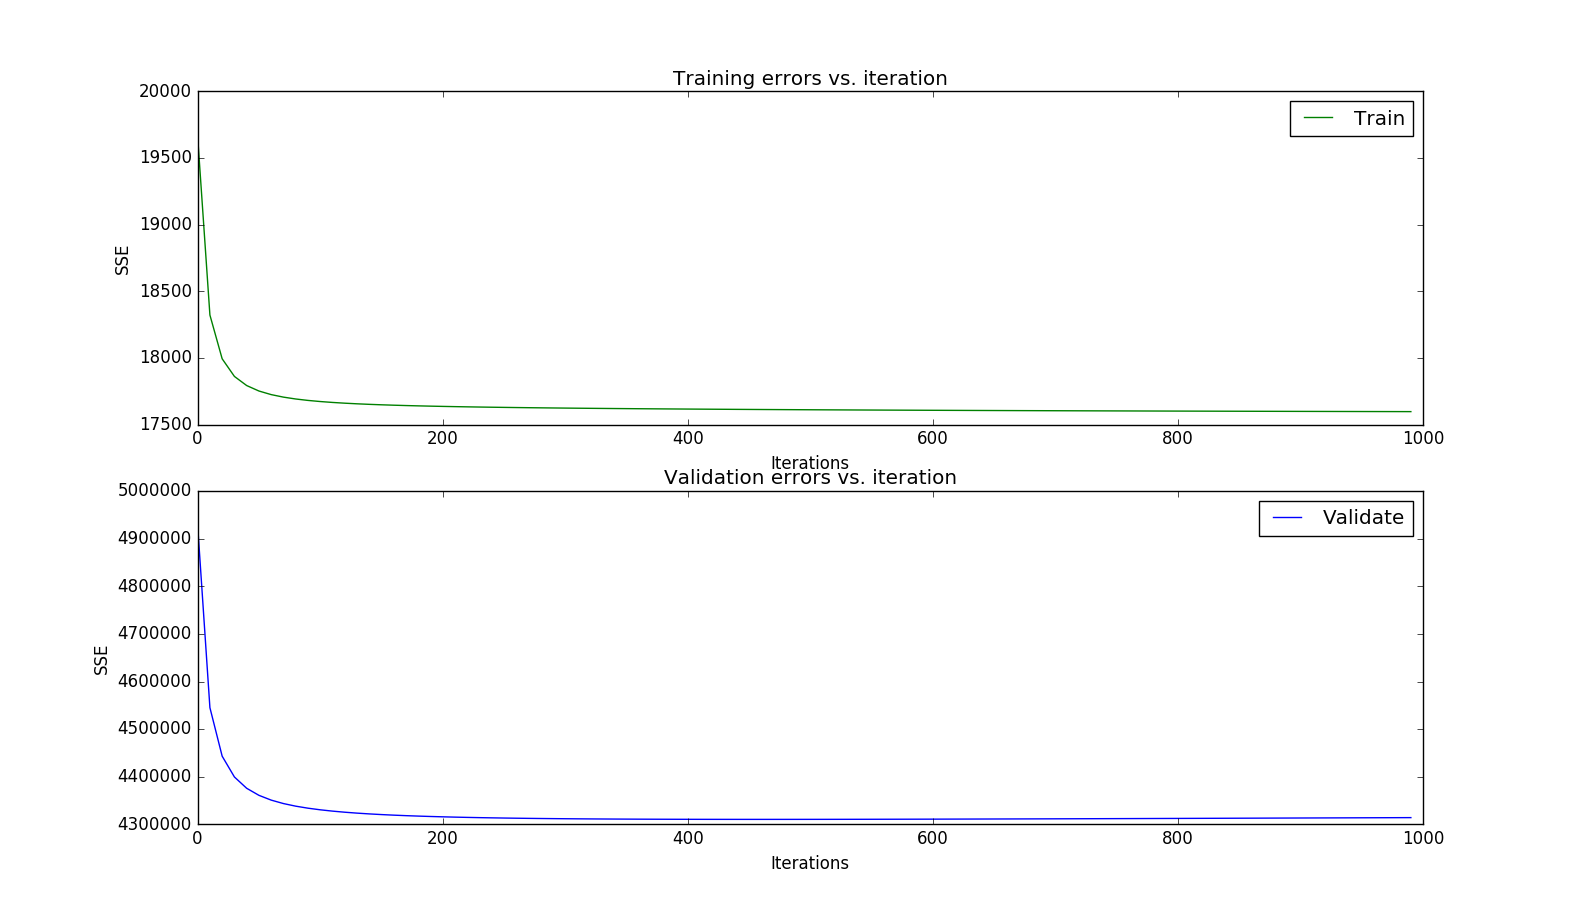 Training errors vs. iteration
20000
19500
19000
18500
18000
17500
SSE
Train
0 200 400 600 800 1000
Iterations
Validation errors vs. iteration
5000000
4900000
4800000
4700000
4600000
4500000
4400000
4300000
SSE
Validate
0 200 400 600 800 1000
Iterations